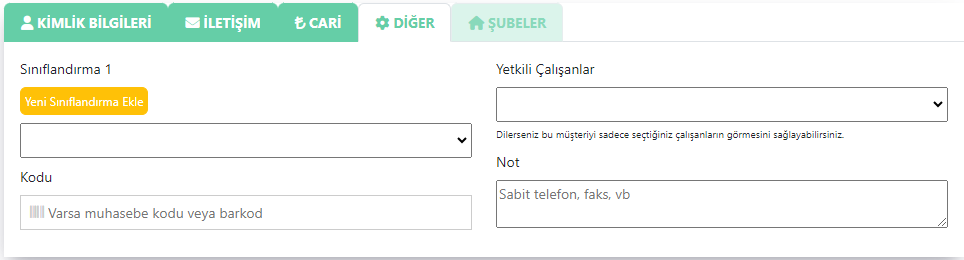 KİMLİK BİLGİLERİ
İLETİŞİM
₺ CARİ
DİĞER
ŞUBELER
Sınıflandırma 1
Yeni Sınıflandırma Ekle
Kodu
Varsa muhasebe kodu veya barkod
Yetkili Çalışanlar
Dilerseniz bu müşteriyi sadece seçtiğiniz çalışanların görmesini sağlayabilirsiniz.
Not
Sabit telefon, faks, vb